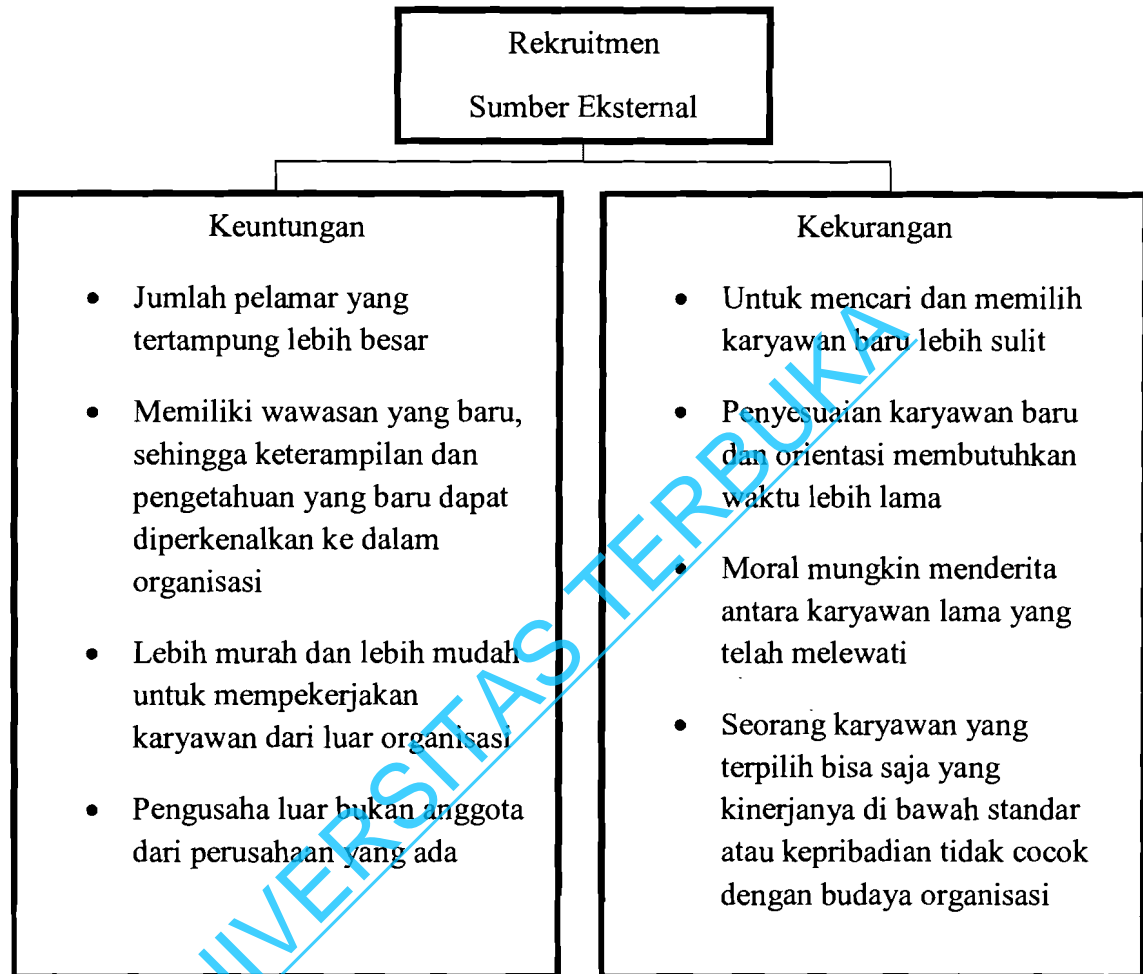 Rekruitmen
Sumber Eksternal
Keuntungan
• Jumlah pelamar yang
tertampung lebih besar
• Memiliki wawasan yang baru,
sehingga keterampilan dan
pengetahuan yang baru dapat
diperkenalkan ke dalam
organisasi
• Lebih murah dan lebih mudah
untuk mempekerjakan
karyawan dari luar organisasi
• Pengusaha luar bukan anggota
dari perusahaan yang ada
Kekurangan
• Untuk mencari dan memilih
karyawan baru lebih sulit
• Penyesuaian karyawan baru
dan orientasi membutuhkan
waktu lebih lama
• Moral mungkin menderita
antara karyawan lama yang
telah melewati
• Seorang karyawan yang
terpilih bisa saja yang
kinerjanya di bawah standar
atau kepribadian tidak cocok
dengan budaya organisasi
TERBUKA